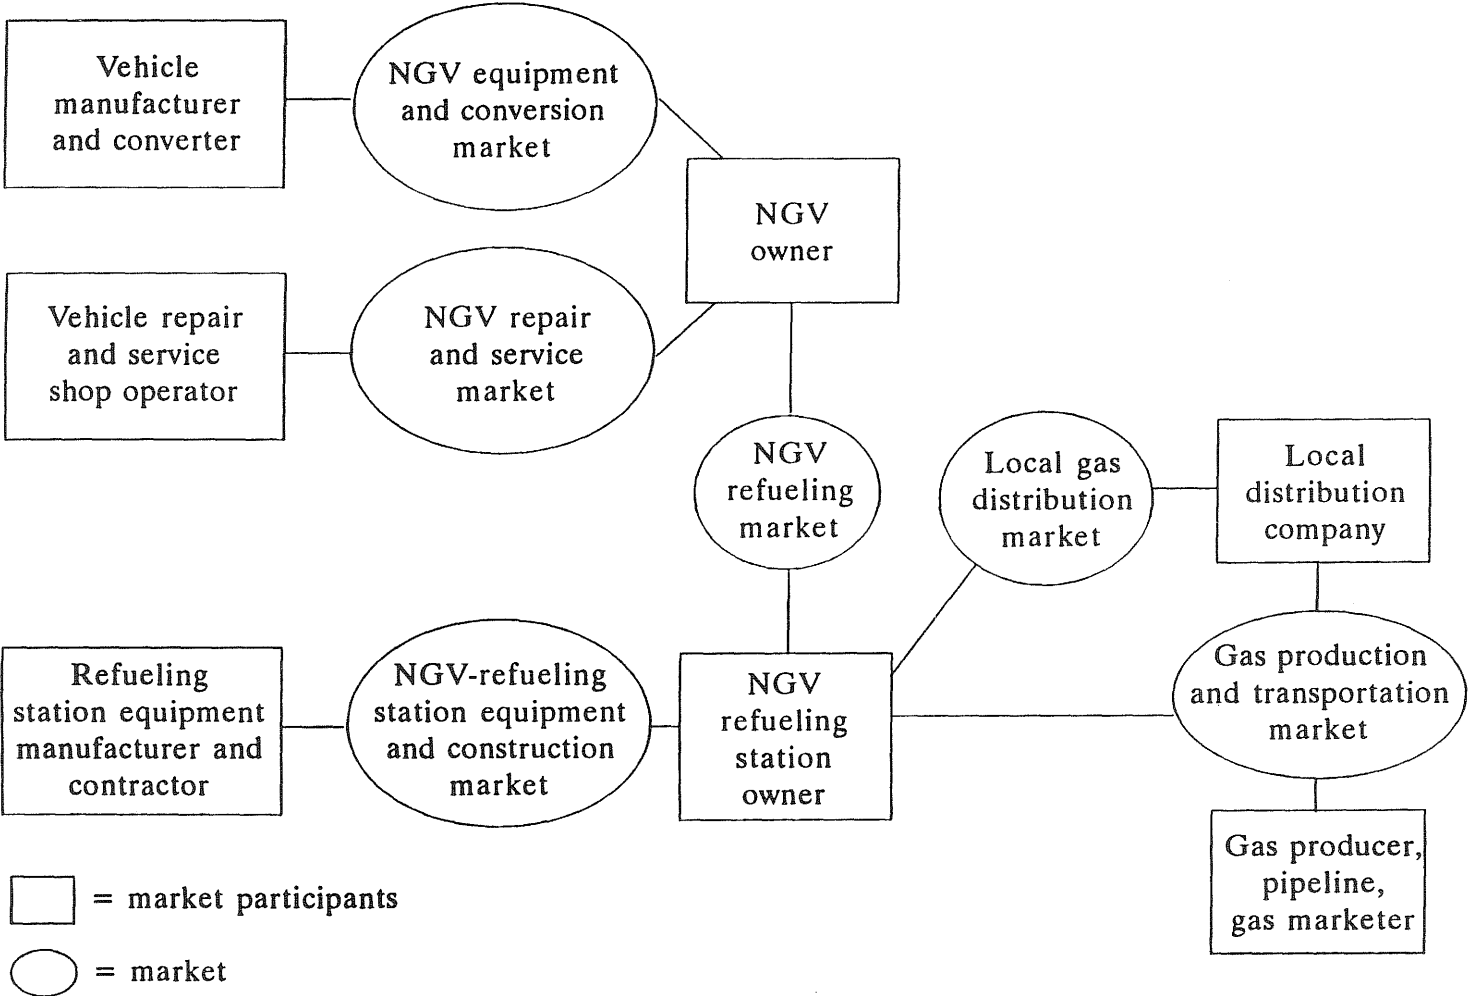 Vehicle
manufacturer
and converter
NGV equipment
and conversion
market
NGV
owner
Vehicle repair
and service
shop operator
NGV repair
and service
market
NGV
refueling
market
Local gas
distribution
market
Local
distribution
company
Refueling
station equipment
manufacturer and
contractor
NGV-refueling
station equipment
and construction
market
NGV
refueling
station
owner
Gas production
and transportation
market
Gas producer,
pipeline,
gas marketer
= market participants
= market